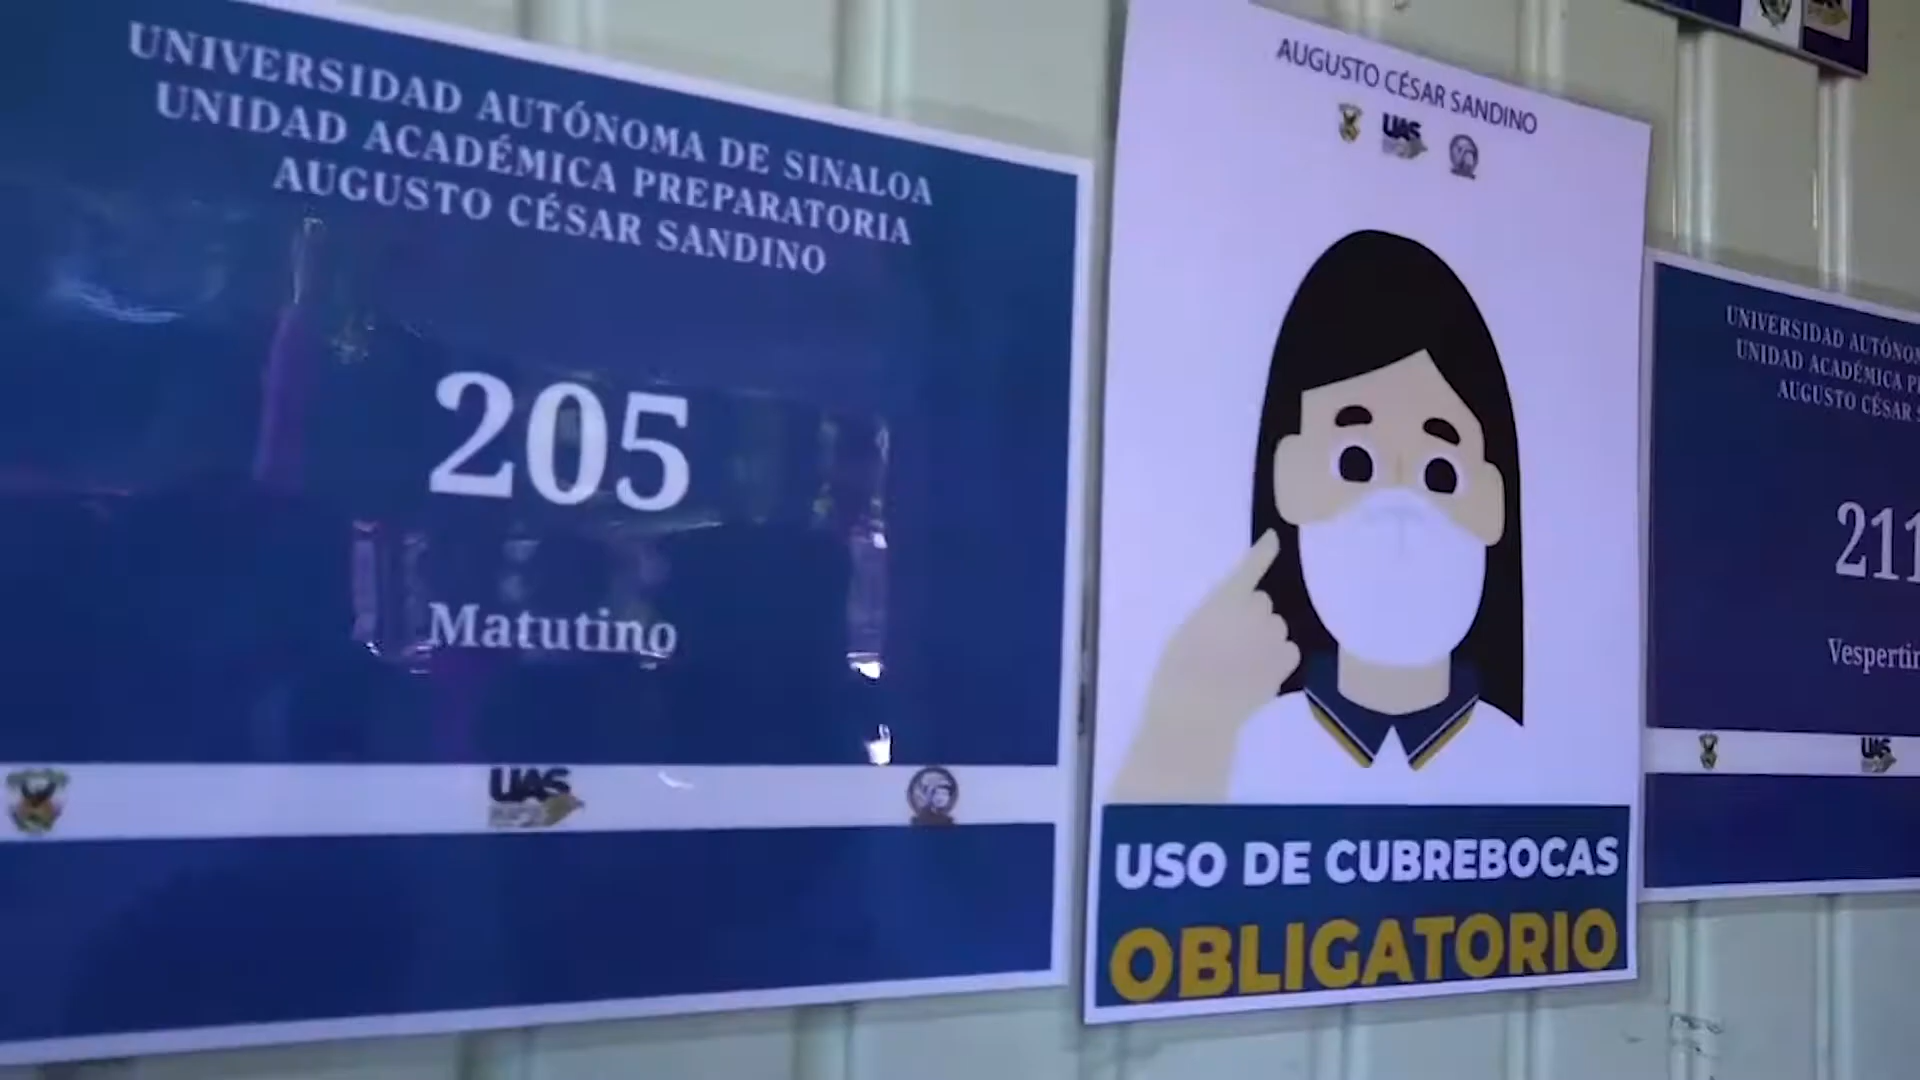 UNIVERSIDAD AUTÓNOMA DE SINALOA
UNIDAD ACADÉMICA PREPARATORIA
AUGUSTO CÉSAR SANDINO
205
Matutino
UAS
AUGUSTO CÉSAR SANDINO
UAS
USO DE CUBREBOCAS
OBLIGATORIO
UNIVERSIDAD AUTÓNOM
UNIDAD ACADÉMICA P
AUGUSTO CÉSAR S
211
Vespertin
UAS